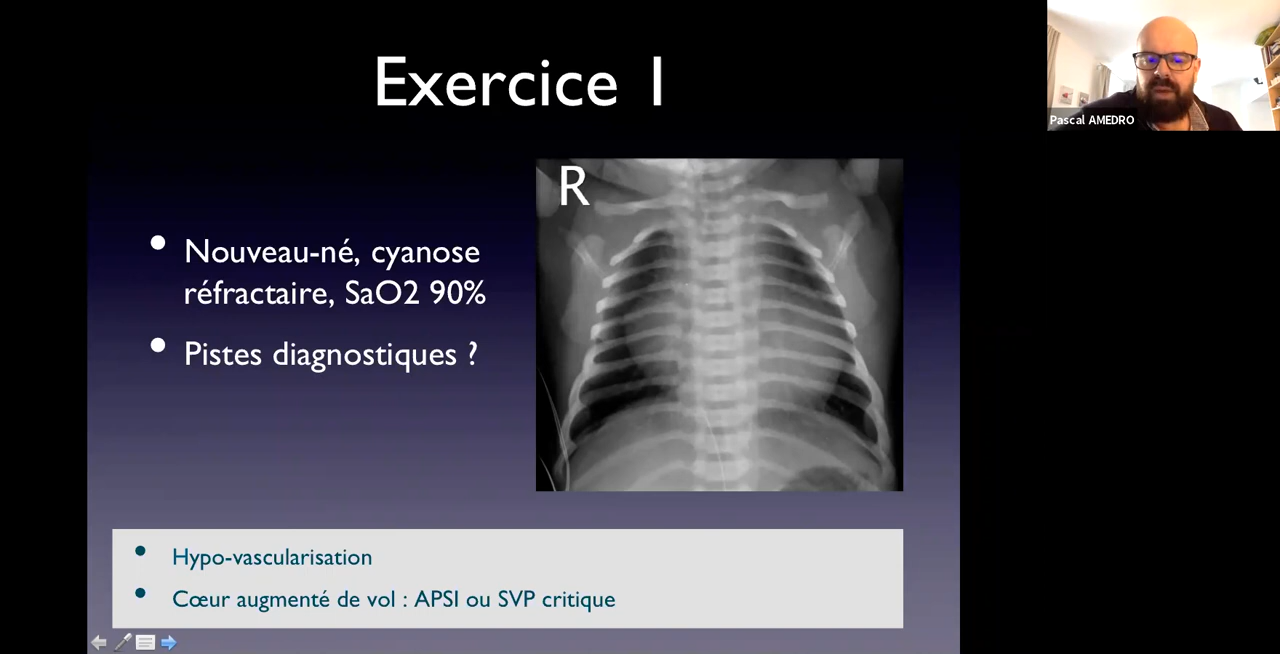 Exercice 1
Pascal AMEDRO
R
• Nouveau-né, cyanose
réfractaire, SaO2 90%
• Pistes diagnostiques ?
• Hypo-vascularisation
• Cœur augmenté de vol : APSI ou SVP critique